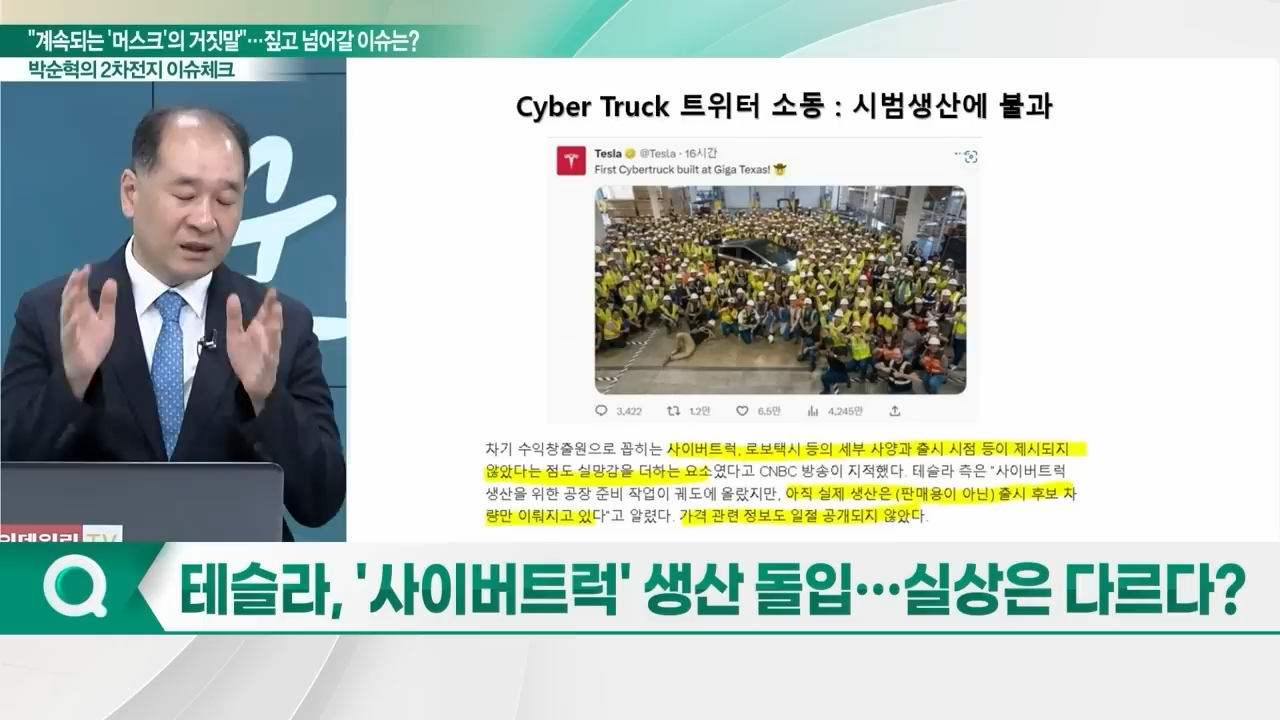 "계속되는 '머스크'의 거짓말"…짚고 넘어갈 이슈는?
박순혁의 2차전지 이슈체크
Cyber Truck 트위터 소동 : 시범생산에 불과
Tesla @Tesla · 16시간
First Cybertruck built at Giga Texas! 🤠
3,422 1.2만 6.5만 4,245만
차기 수익창출원으로 꼽히는 사이버트럭, 로보택시 등의 세부 사양과 출시 시점 등이 제시되지
않았다는 점도 실망감을 더하는 요소였다고 CNBC 방송이 지적했다. 테슬라 측은 "사이버트럭
생산을 위한 공장 준비 작업이 궤도에 올랐지만, 아직 실제 생산은 (판매용이 아닌) 출시 후보 차
량만 이뤄지고 있다"고 알렸다. 가격 관련 정보도 일절 공개되지 않았다.
이데일리TV
테슬라, '사이버트럭' 생산 돌입…실상은 다르다?